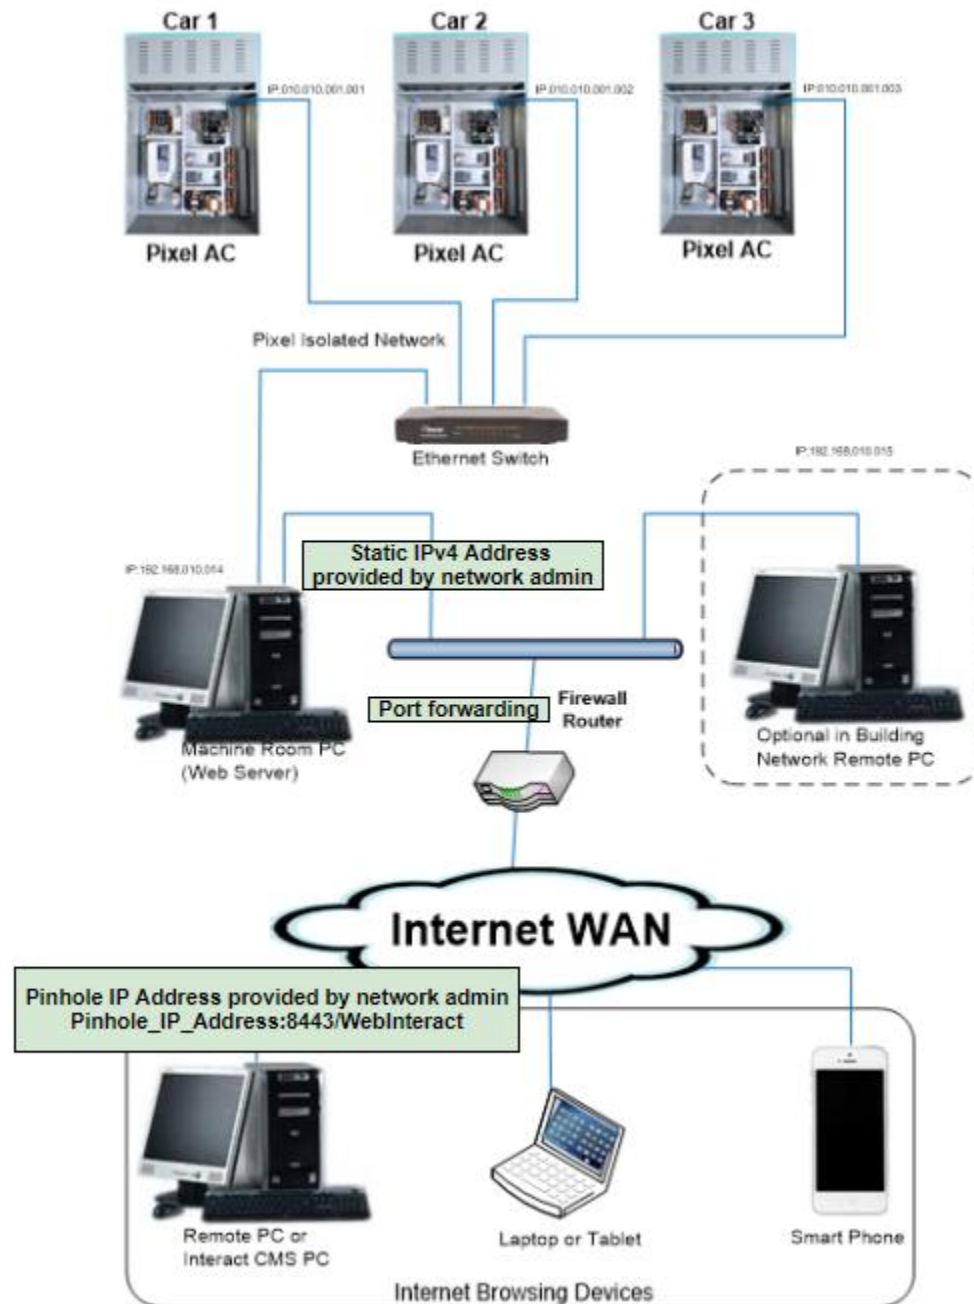 Car 1
Car 2
Car 3
IP:010.010.001.001
IP:010.010.001.002
IP:010.010.001.003
Pixel AC
Pixel AC
Pixel AC
Pixel Isolated Network
Ethernet Switch
IP:192.168.010.015
Static IPv4 Address
provided by network admin
IP:192.168.010.014
Port forwarding
Firewall
Router
Machine Room PC
(Web Server)
Optional in Building
Network Remote PC
Internet WAN
Pinhole IP Address provided by network admin
Pinhole_IP_Address:8443/WebInteract
Remote PC or
Interact CMS PC
Laptop or Tablet
Smart Phone
Internet Browsing Devices